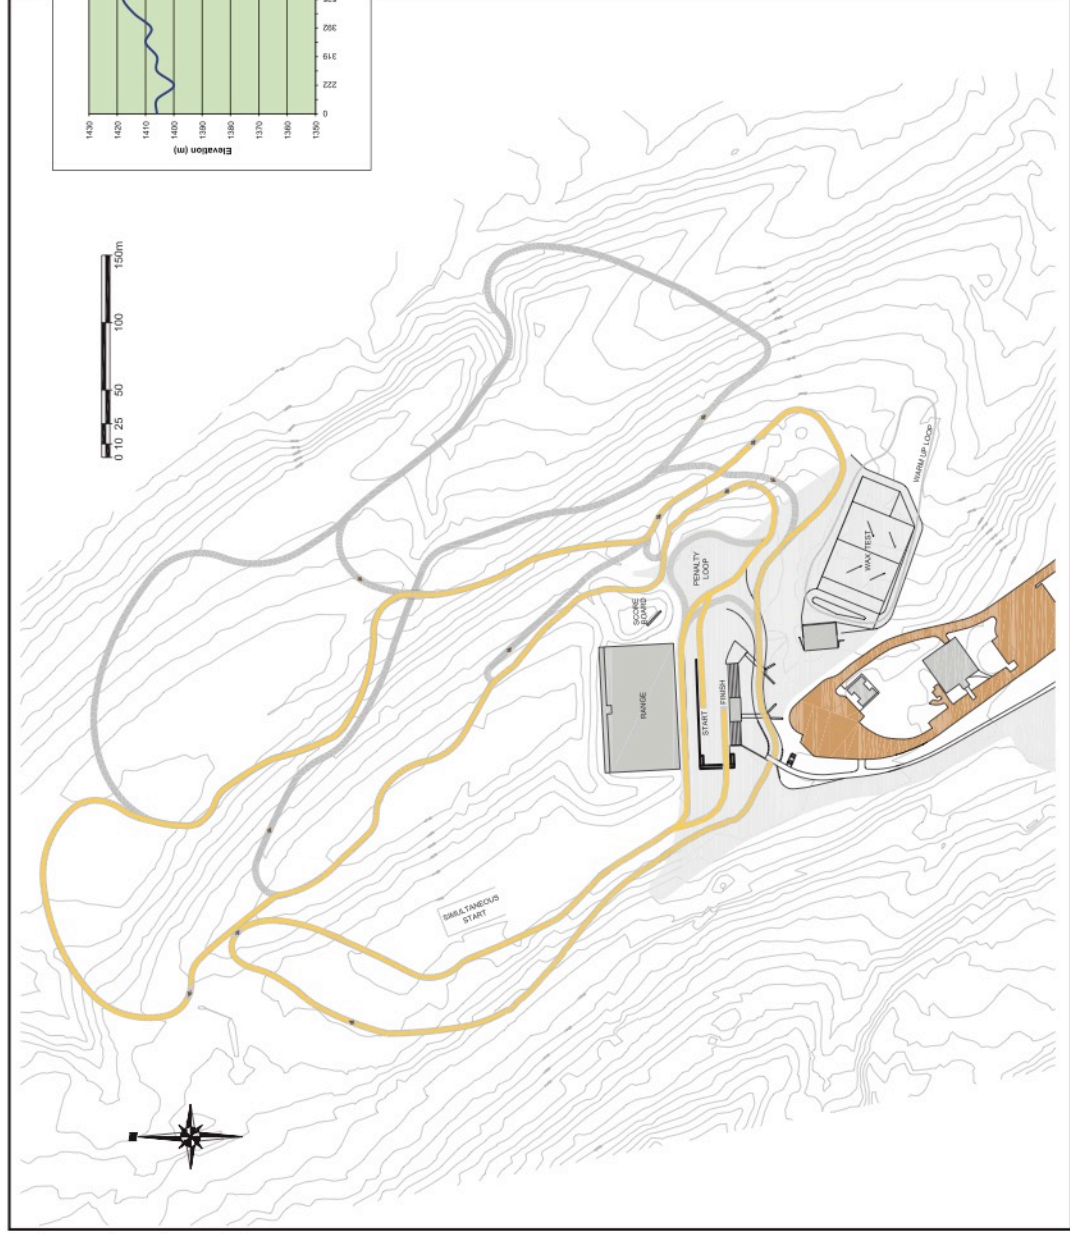 392
319
222
0
1430
1420
1410
1400
1390
1380
1370
1360
1350
Elevation (m)
0 10 25 50 100 150m
WARM UP LOOP
WAX TEST
PENALTY
LOOP
SCORE
BOARD
RANGE
START
FINISH
SIMULTANEOUS
START